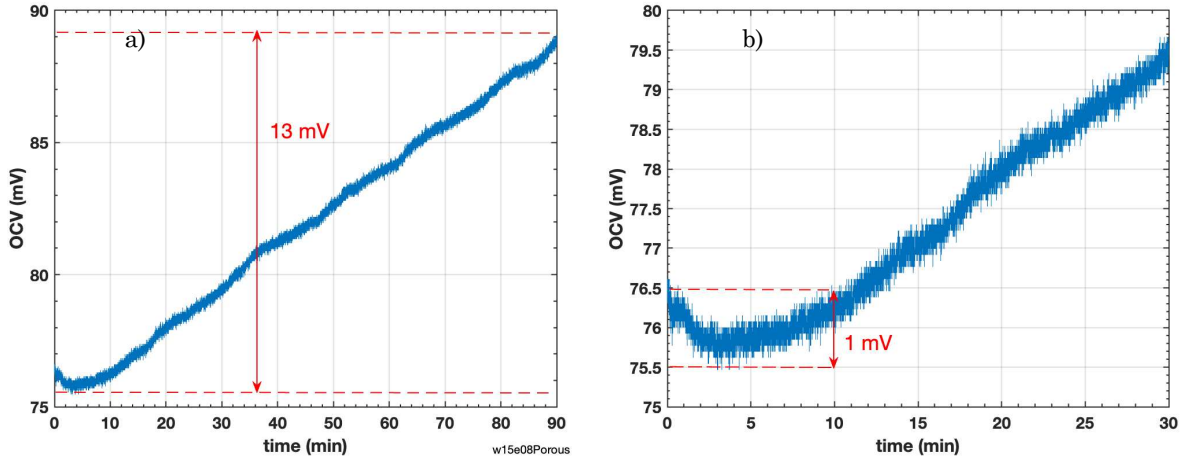 a)
90
85
80
75
OCV (mV)
13 mV
0 10 20 30 40 50 60 70 80 90
time (min)
w15e08Porous
b)
80
79.5
79
78.5
78
77.5
77
76.5
76
75.5
75
OCV (mV)
1 mV
0 5 10 15 20 25 30
time (min)